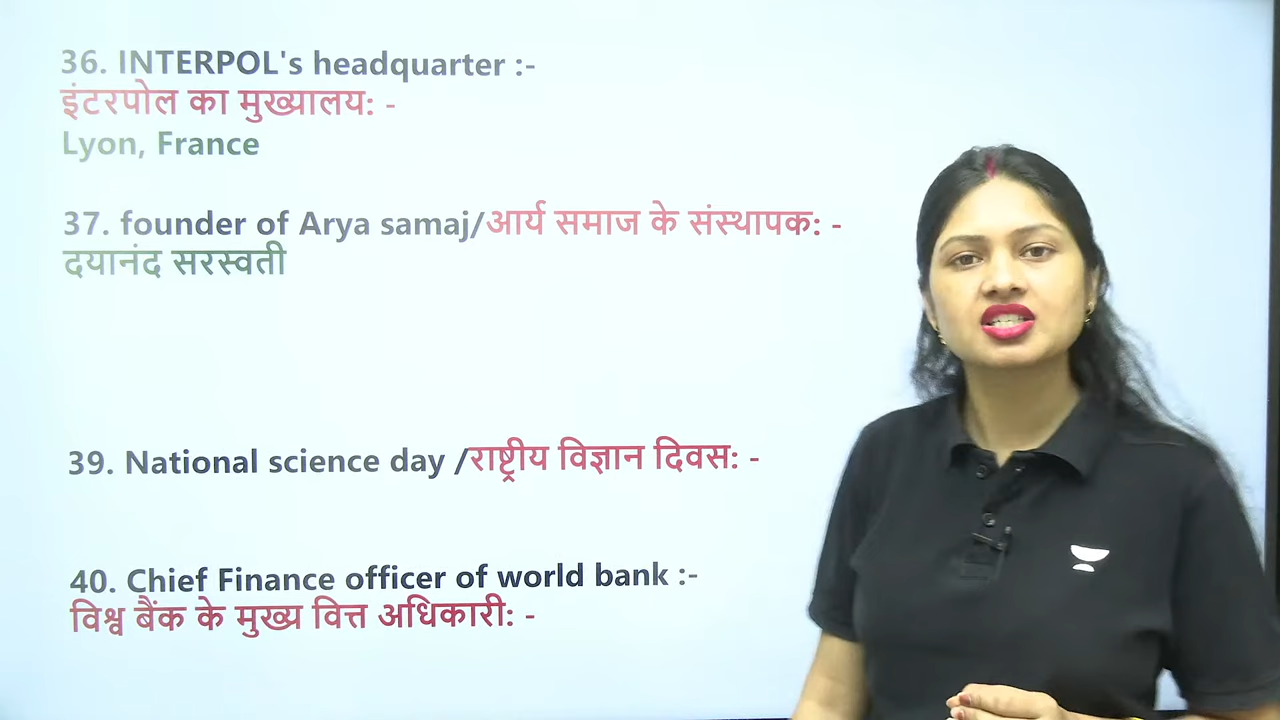 36. INTERPOL's headquarter :-
इंटरपोल का मुख्यालय: -
Lyon, France
37. founder of Arya samaj/आर्य समाज के संस्थापक: -
दयानंद सरस्वती
39. National science day /राष्ट्रीय विज्ञान दिवस: -
40. Chief Finance officer of world bank :-
विश्व बैंक के मुख्य वित्त अधिकारी: -